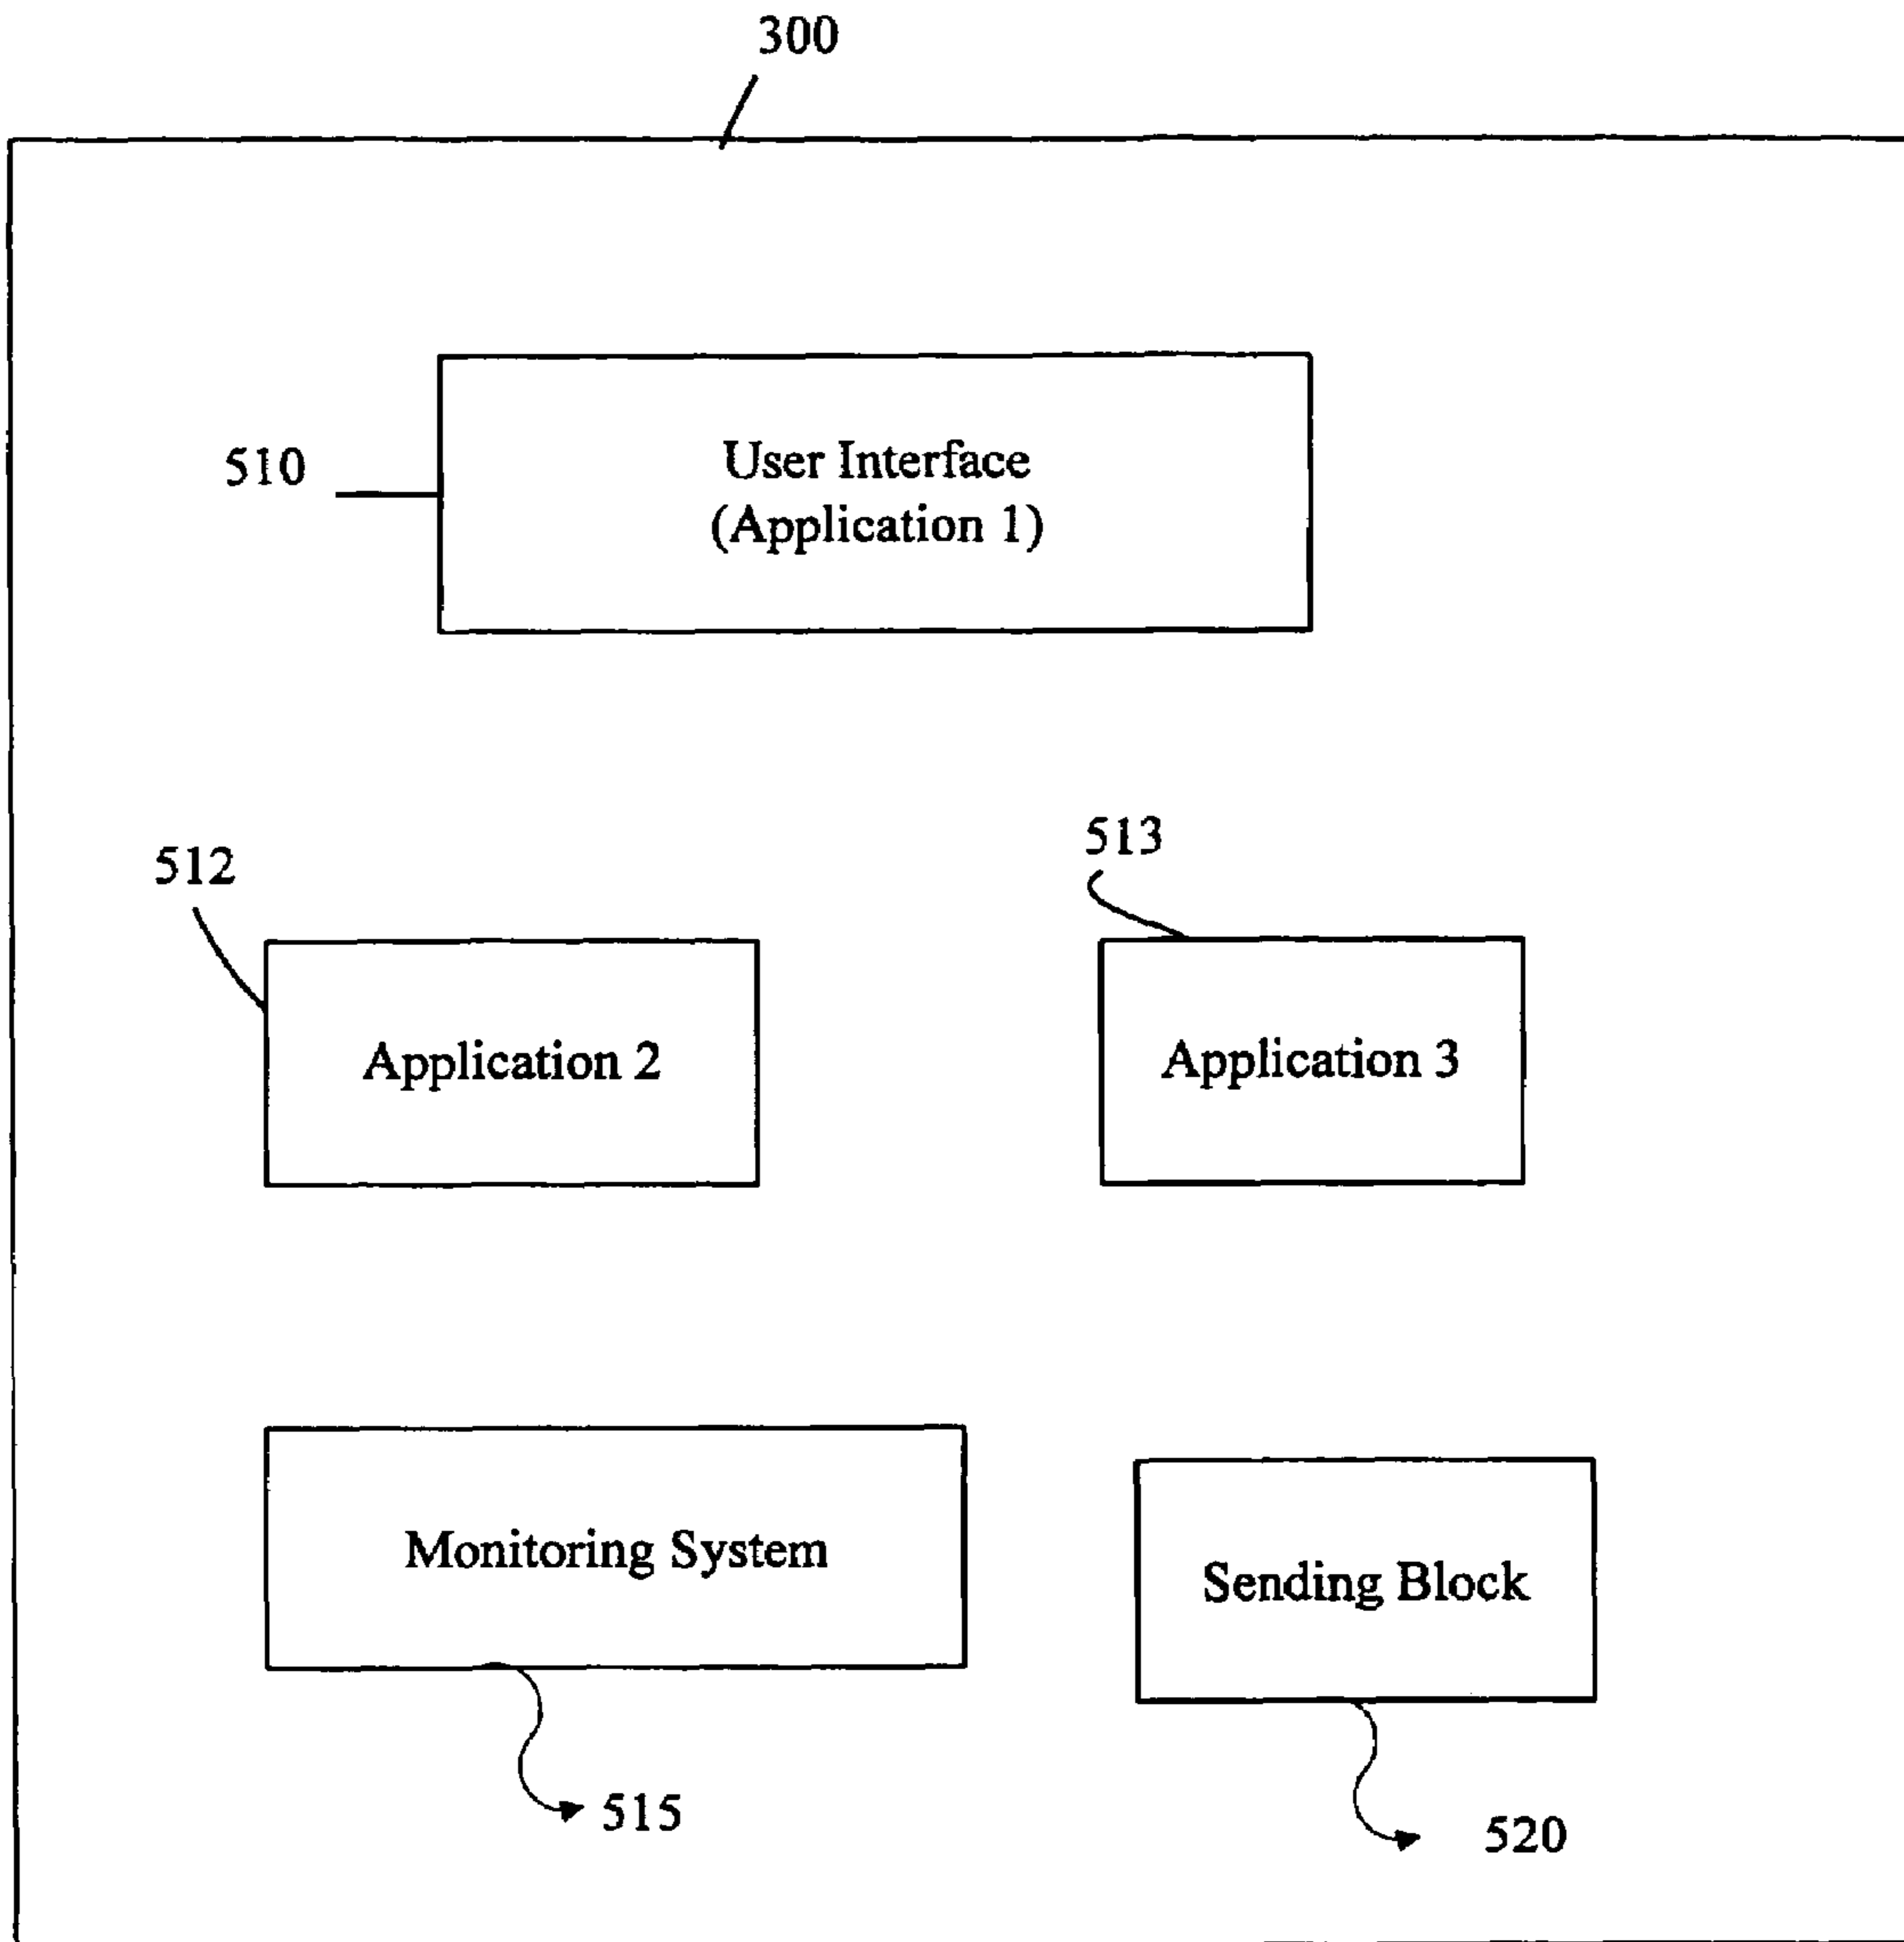 300
510
User Interface
(Application 1)
512
513
Application 2
Application 3
Monitoring System
Sending Block
515
520